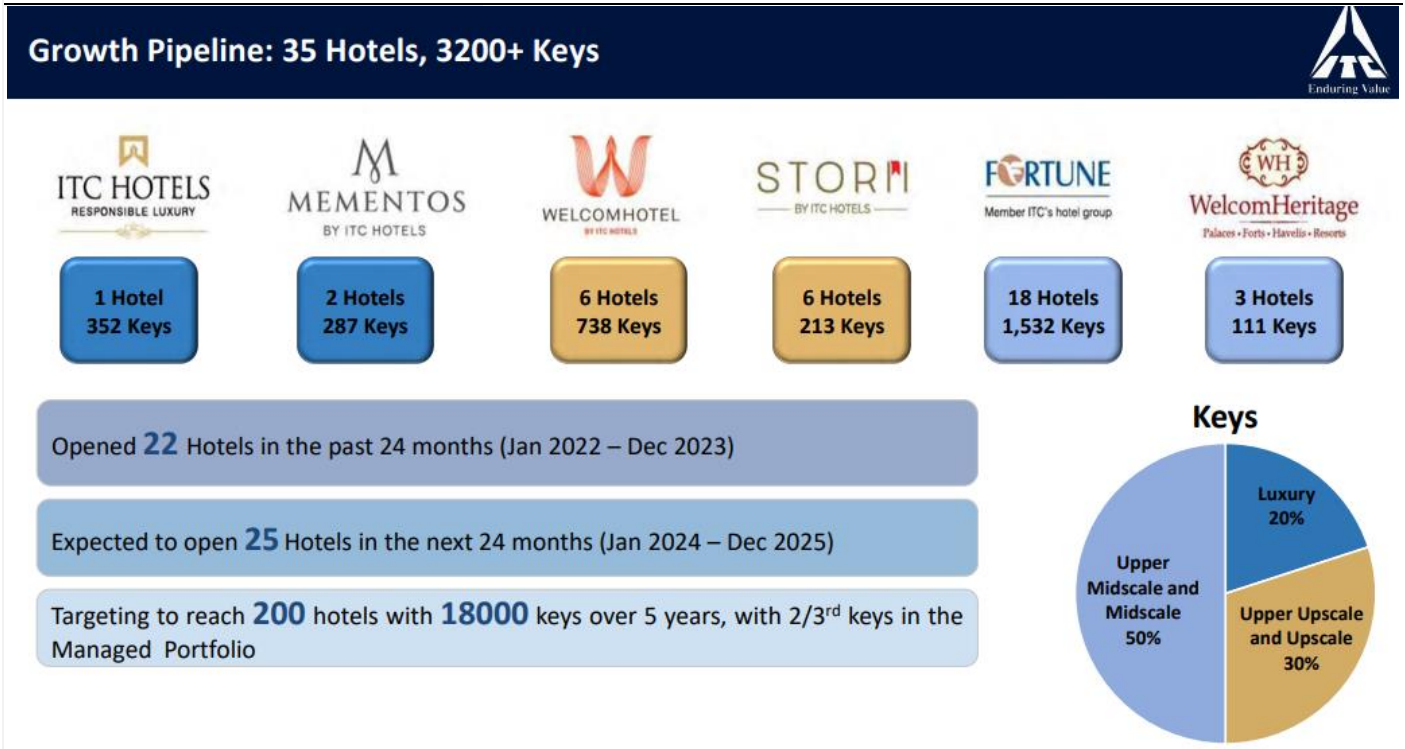 Growth Pipeline: 35 Hotels, 3200+ Keys
ITC
Enduring Value
ITC HOTELS
RESPONSIBLE LUXURY
M
MEMENTOS
BY ITC HOTELS
W
WELCOMHOTEL
BY ITC HOTELS
STORII
BY ITC HOTELS
FORTUNE
Member ITC's hotel group
WH
WelcomHeritage
Palaces • Forts • Havelis • Resorts
1 Hotel
352 Keys
2 Hotels
287 Keys
6 Hotels
738 Keys
6 Hotels
213 Keys
18 Hotels
1,532 Keys
3 Hotels
111 Keys
Opened 22 Hotels in the past 24 months (Jan 2022 – Dec 2023)
Expected to open 25 Hotels in the next 24 months (Jan 2024 – Dec 2025)
Targeting to reach 200 hotels with 18000 keys over 5 years, with 2/3rd keys in the
Managed Portfolio
Keys
Luxury
20%
Upper Upscale
and Upscale
30%
Upper
Midscale and
Midscale
50%